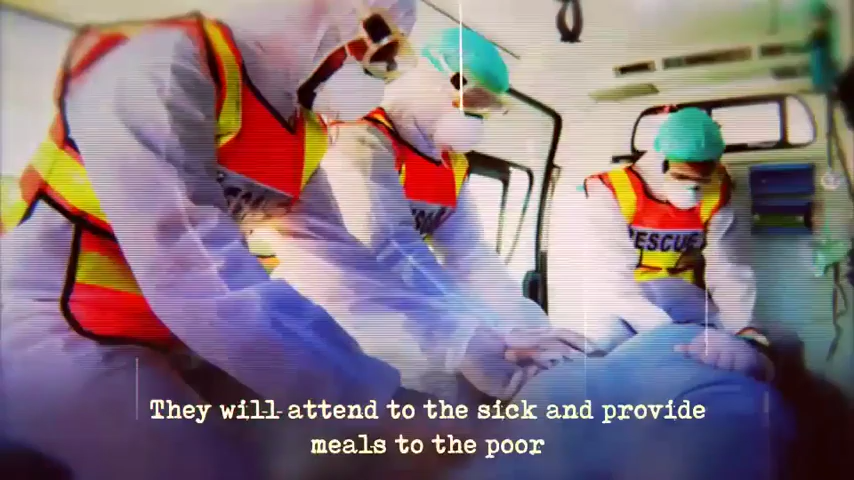 RESCUE
They will attend to the sick and provide
meals to the poor